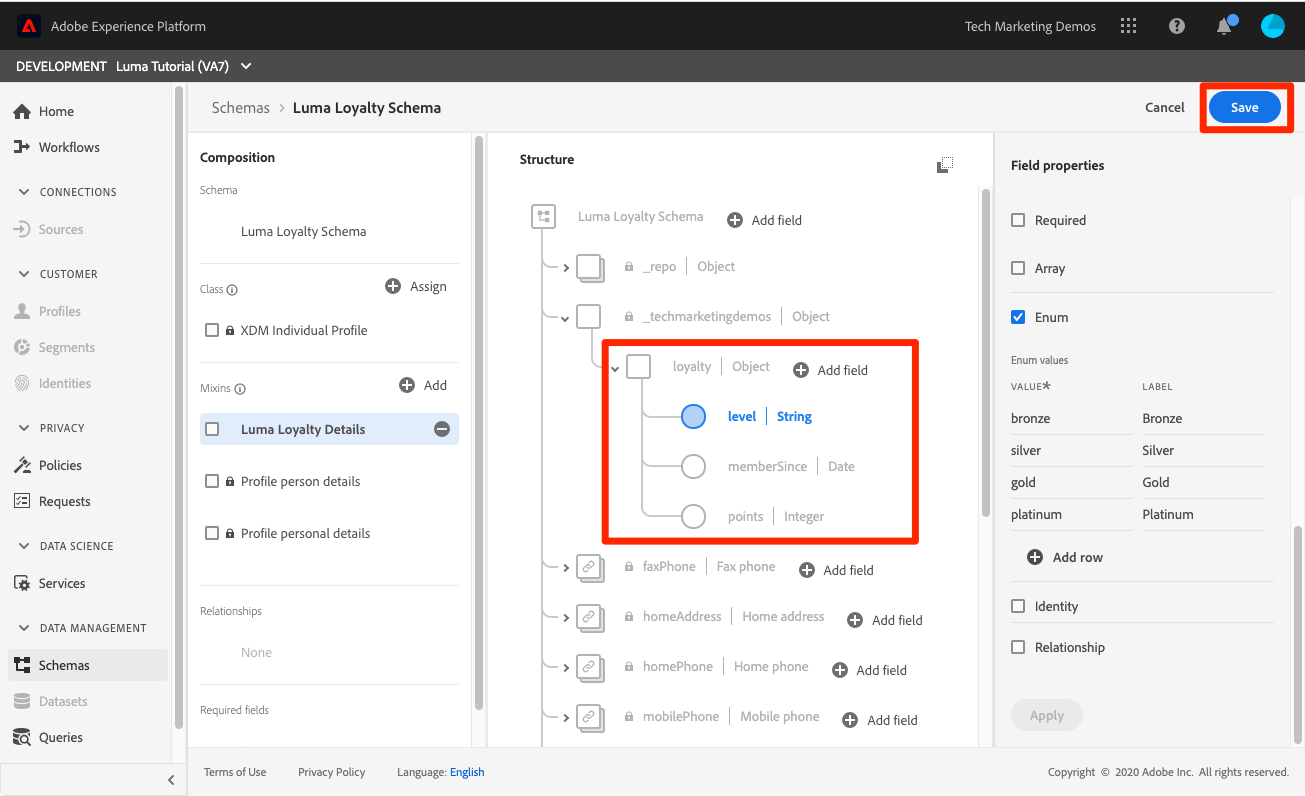 Adobe Experience Platform
Tech Marketing Demos
DEVELOPMENT Luma Tutorial (VA7)
Home
Workflows
CONNECTIONS
Sources
CUSTOMER
Profiles
Segments
Identities
PRIVACY
Policies
Requests
DATA SCIENCE
Services
DATA MANAGEMENT
Schemas
Datasets
Queries
Schemas > Luma Loyalty Schema
Cancel
Save
Composition
Schema
Luma Loyalty Schema
Class
Assign
XDM Individual Profile
Mixins
Add
Luma Loyalty Details
Profile person details
Profile personal details
Relationships
None
Required fields
Structure
Luma Loyalty Schema Add field
_repo | Object
_techmarketingdemos | Object
loyalty | Object Add field
level | String
memberSince | Date
points | Integer
faxPhone | Fax phone Add field
homeAddress | Home address Add field
homePhone | Home phone Add field
mobilePhone | Mobile phone Add field
Field properties
Required
Array
Enum
Enum values
VALUE* LABEL
bronze Bronze
silver Silver
gold Gold
platinum Platinum
Add row
Identity
Relationship
Apply
Terms of Use Privacy Policy Language: English
Copyright © 2020 Adobe Inc. All rights reserved.